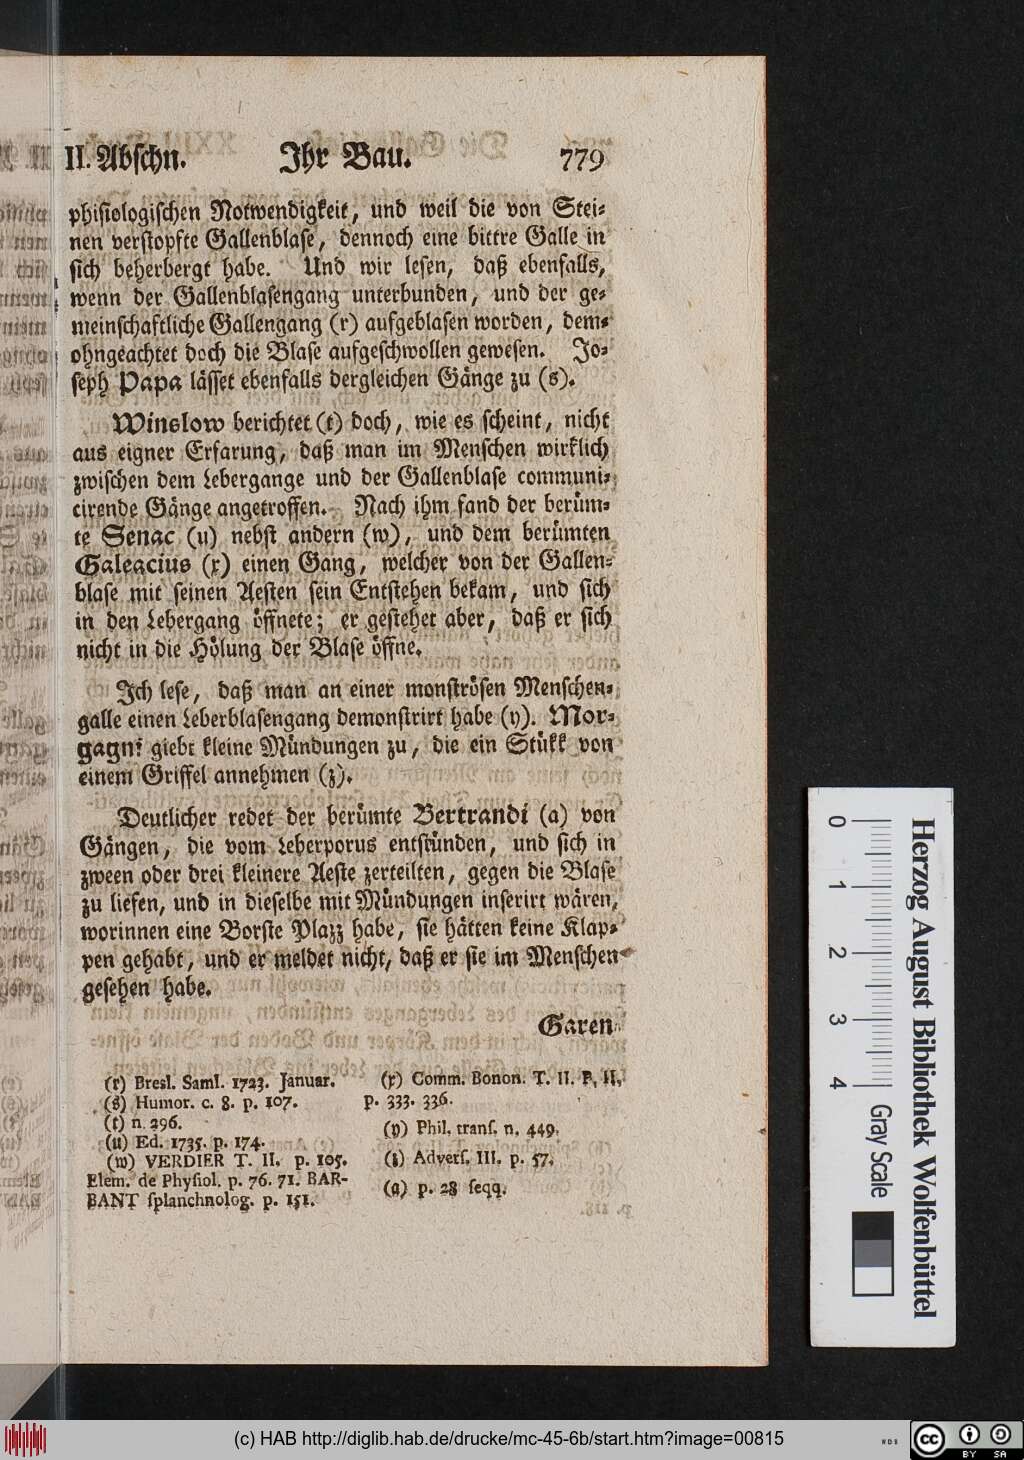 II. Abschn. Ihr Bau. 779
phisiologischen Notwendigkeit, und weil die von Stei-
nen verstopfte Gallenblase, dennoch eine bittre Galle in
sich beherbergt habe. Und wir lesen, daß ebenfalls,
wenn der Gallenblasengang unterbunden, und der ge-
meinschaftliche Gallengang (r) aufgeblasen worden, dem-
ohngeachtet doch die Blase aufgeschwollen gewesen. Jo-
seph Papa lässet ebenfalls dergleichen Gänge zu (s).
Winslow berichtet (t) doch, wie es scheint, nicht
aus eigner Erfarung, daß man im Menschen wirklich
zwischen dem Lebergange und der Gallenblase communi-
cirende Gänge angetroffen. Nach ihm fand der berüm-
te Senac (u) nebst andern (w), und dem berümten
Galeacius (x) einen Gang, welcher von der Gallen-
blase mit seinen Aesten sein Entstehen bekam, und sich
in den Lebergang öffnete; er gestehet aber, daß er sich
nicht in die Hölung der Blase öffne.
Ich lese, daß man an einer monströsen Menschen-
galle einen Leberblasengang demonstrirt habe (y). Mor-
gagni giebt kleine Mündungen zu, die ein Stükk von
einem Griffel annehmen (z).
Deutlicher redet der berümte Bertrandi (a) von
Gängen, die vom Leberporus entstünden, und sich in
zween oder drei kleinere Aeste zerteilten, gegen die Blase
zu liefen, und in dieselbe mit Mündungen inserirt wären,
worinnen eine Borste Plazz habe, sie hätten keine Klap-
pen gehabt, und er meldet nicht, daß er sie im Menschen
gesehen habe.
Garen
(r) Bresl. Saml. 1723. Januar.
(s) Humor. c. 8. p. 107.
(t) n. 296.
(u) Ed. 1735. p. 174.
(w) VERDIER T. II. p. 105.
Elem. de Physiol. p. 76. 71. BAR-
BANT splanchnolog. p. 151.
(x) Comm. Bonon. T. II. P. II.
p. 333. 336.
(y) Phil. trans. n. 449.
(z) Advers. III. p. 57.
(a) p. 28 seqq.
Herzog August Bibliothek Wolfenbüttel
0 1 2 3 4 Gray Scale
(c) HAB http://diglib.hab.de/drucke/mc-45-6b/start.htm?image=00815
WDB
cc BY SA